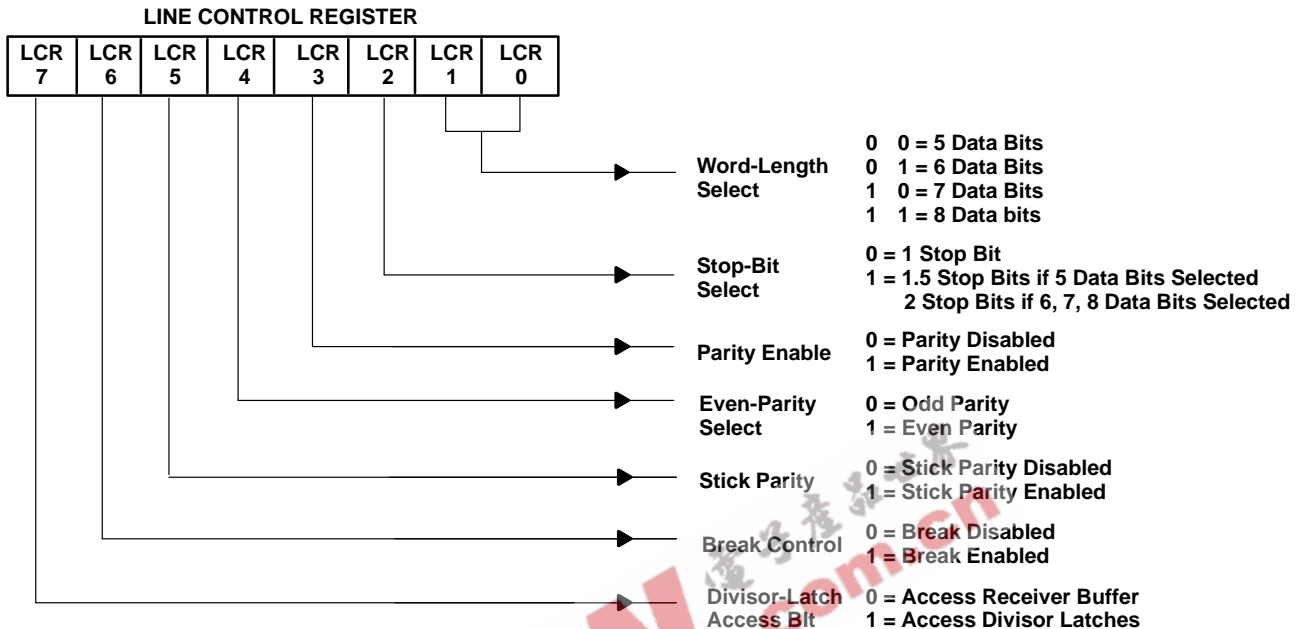 LINE CONTROL REGISTER
LCR 7 LCR 6 LCR 5 LCR 4 LCR 3 LCR 2 LCR 1 LCR 0
Word-Length Select
0 0 = 5 Data Bits
0 1 = 6 Data Bits
1 0 = 7 Data Bits
1 1 = 8 Data bits
Stop-Bit Select
0 = 1 Stop Bit
1 = 1.5 Stop Bits if 5 Data Bits Selected
2 Stop Bits if 6, 7, 8 Data Bits Selected
Parity Enable
0 = Parity Disabled
1 = Parity Enabled
Even-Parity Select
0 = Odd Parity
1 = Even Parity
Stick Parity
0 = Stick Parity Disabled
1 = Stick Parity Enabled
Break Control
0 = Break Disabled
1 = Break Enabled
Divisor-Latch Access BIt
0 = Access Receiver Buffer
1 = Access Divisor Latches
com.cn